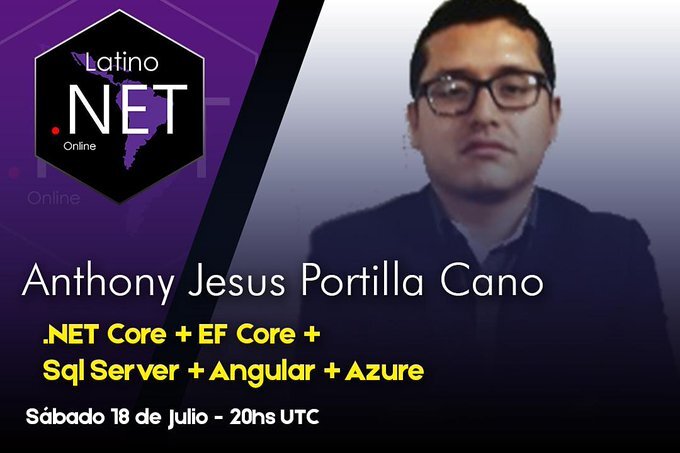 Latino
.NET
Online
Online
Anthony Jesus Portilla Cano
.NET Core + EF Core +
Sql Server + Angular + Azure
Sábado 18 de Julio - 20hs UTC